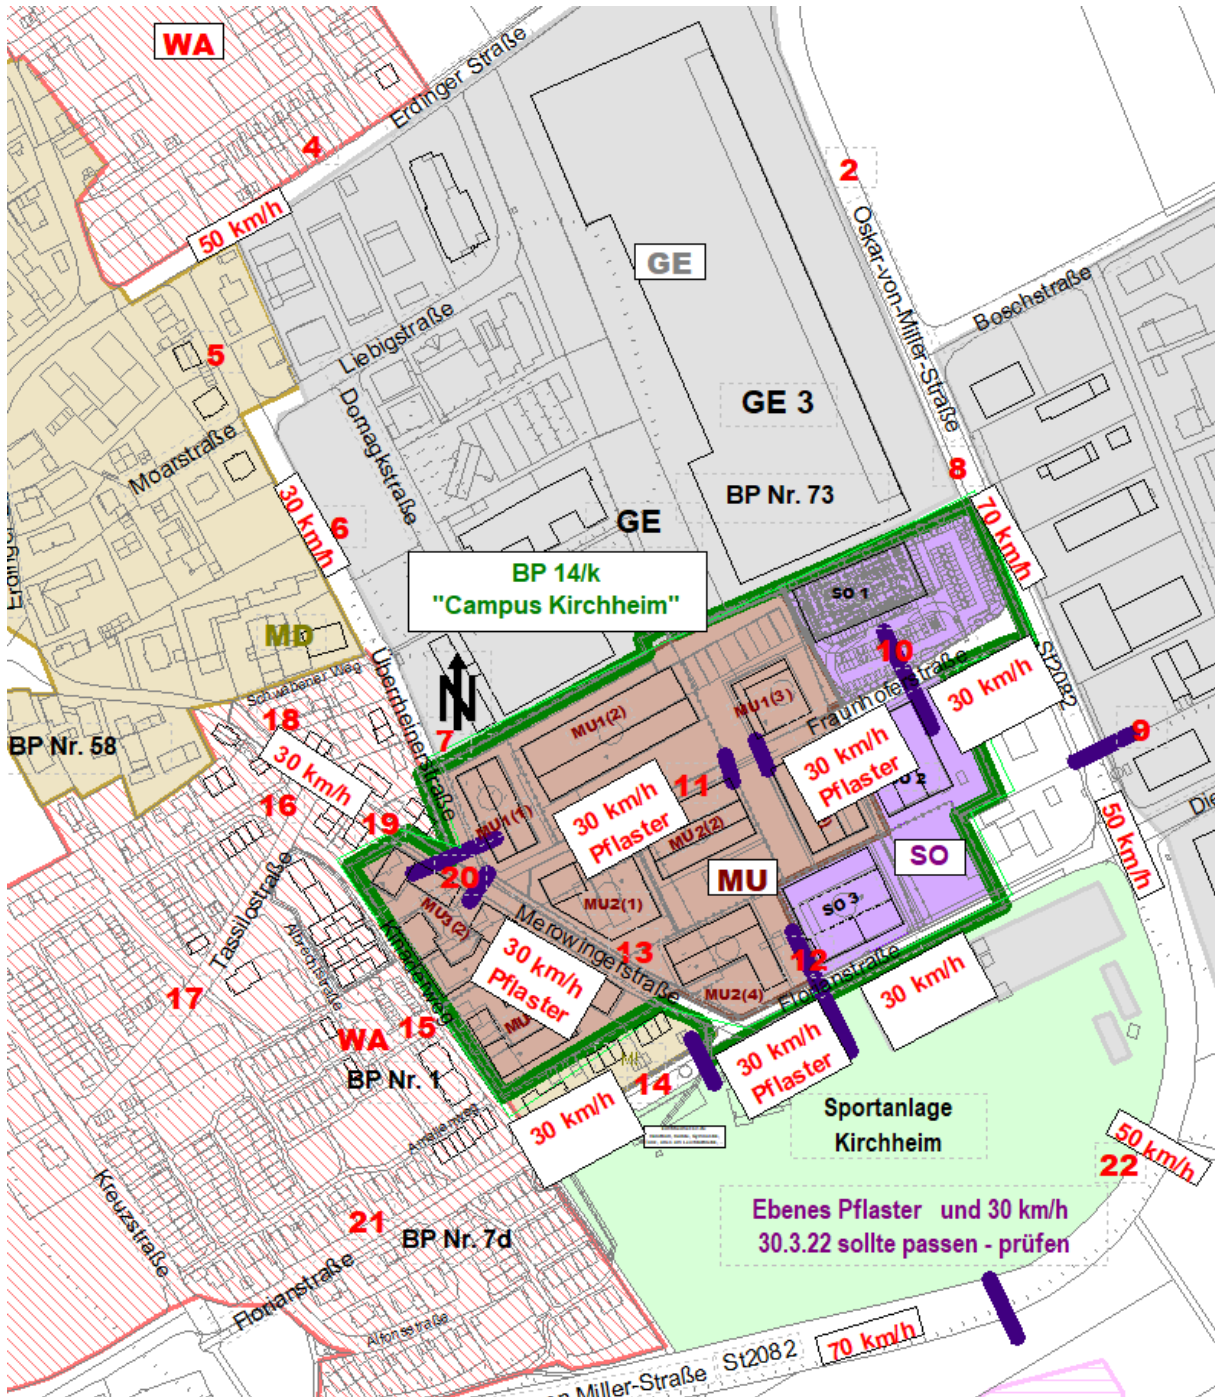 WA
Erdinger Straße
4
2
50 km/h
Oskar-von-Miller-Straße
GE
Boschstraße
5
Liebigstraße
Domagkstraße
GE 3
Moarstraße
8
BP Nr. 73
30 km/h
6
GE
70 km/h
BP 14/k
"Campus Kirchheim"
SO 1
MD
10
Schwabener Weg
Überrheinerstraße
N
Fraunhoferstraße
St2082
30 km/h
18
MU1(2)
MU1(3)
BP Nr. 58
7
9
30 km/h
30 km/h
Pflaster
11
30 km/h
Pflaster
16
19
MU1(1)
MU2(2)
50 km/h
SO
MU
20
Tassilostraße
MU3(2)
MU2(1)
SO 3
Merowingerstraße
Albrechtstraße
13
12
30 km/h
Pflaster
Florianstraße
30 km/h
17
MU2(4)
15
WA
BP Nr. 1
MI
14
30 km/h
Pflaster
30 km/h
Sportanlage
Kirchheim
Amalienweg
50 km/h
22
Kreuzstraße
21
BP Nr. 7d
Ebenes Pflaster und 30 km/h
30.3.22 sollte passen - prüfen
Florianstraße
Alfonsstraße
70 km/h
St2082
on Miller-Straße